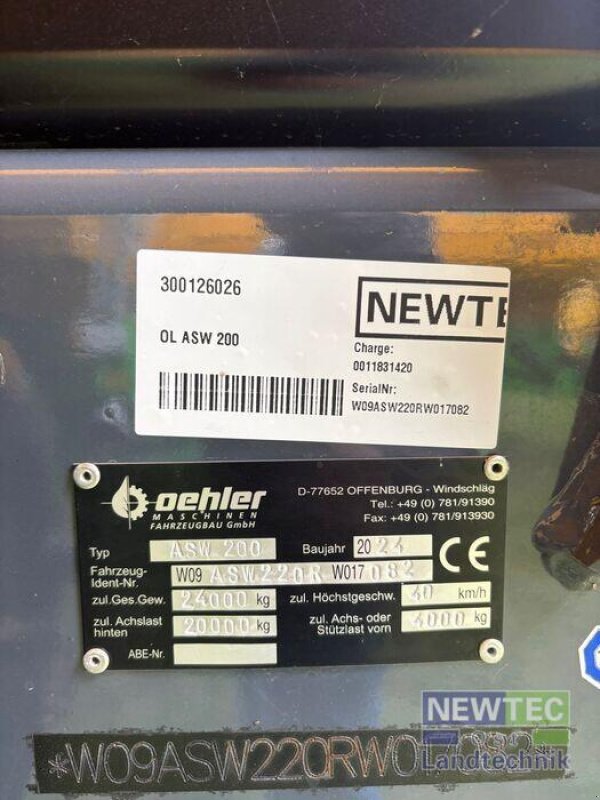 300126026
NEWTE
OL ASW 200
Charge:
0011831420
SerialNr:
W09ASW220RW017082
oehler
MASCHINEN
FAHRZEUGBAU GmbH
D-77652 OFFENBURG - Windschläg
Tel.: +49 (0) 781/91390
Fax: +49 (0) 781/913930
Typ ASW 200 Baujahr 2024 CE
Fahrzeug-
Ident-Nr. W09 ASW220R W017 082
zul.Ges.Gew. 24000 kg zul. Höchstgeschw. 40 km/h
zul. Achslast
hinten 20000 kg zul. Achs- oder
Stützlast vorn 4000 kg
ABE-Nr.
NEWTEC
Landtechnik
*W09ASW220RW017082*